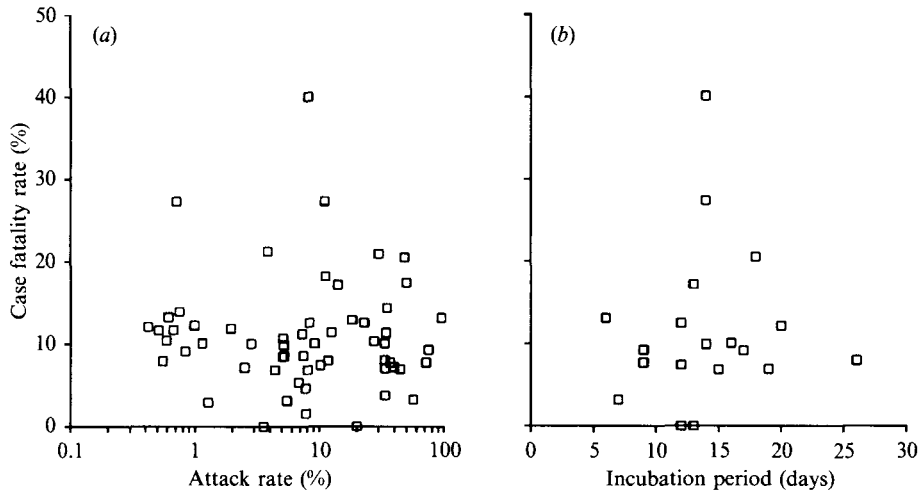 50
40
30
20
10
0
Case fatality rate (%)
(a)
0.1 1 10 100
Attack rate (%)
(b)
0 5 10 15 20 25 30
Incubation period (days)